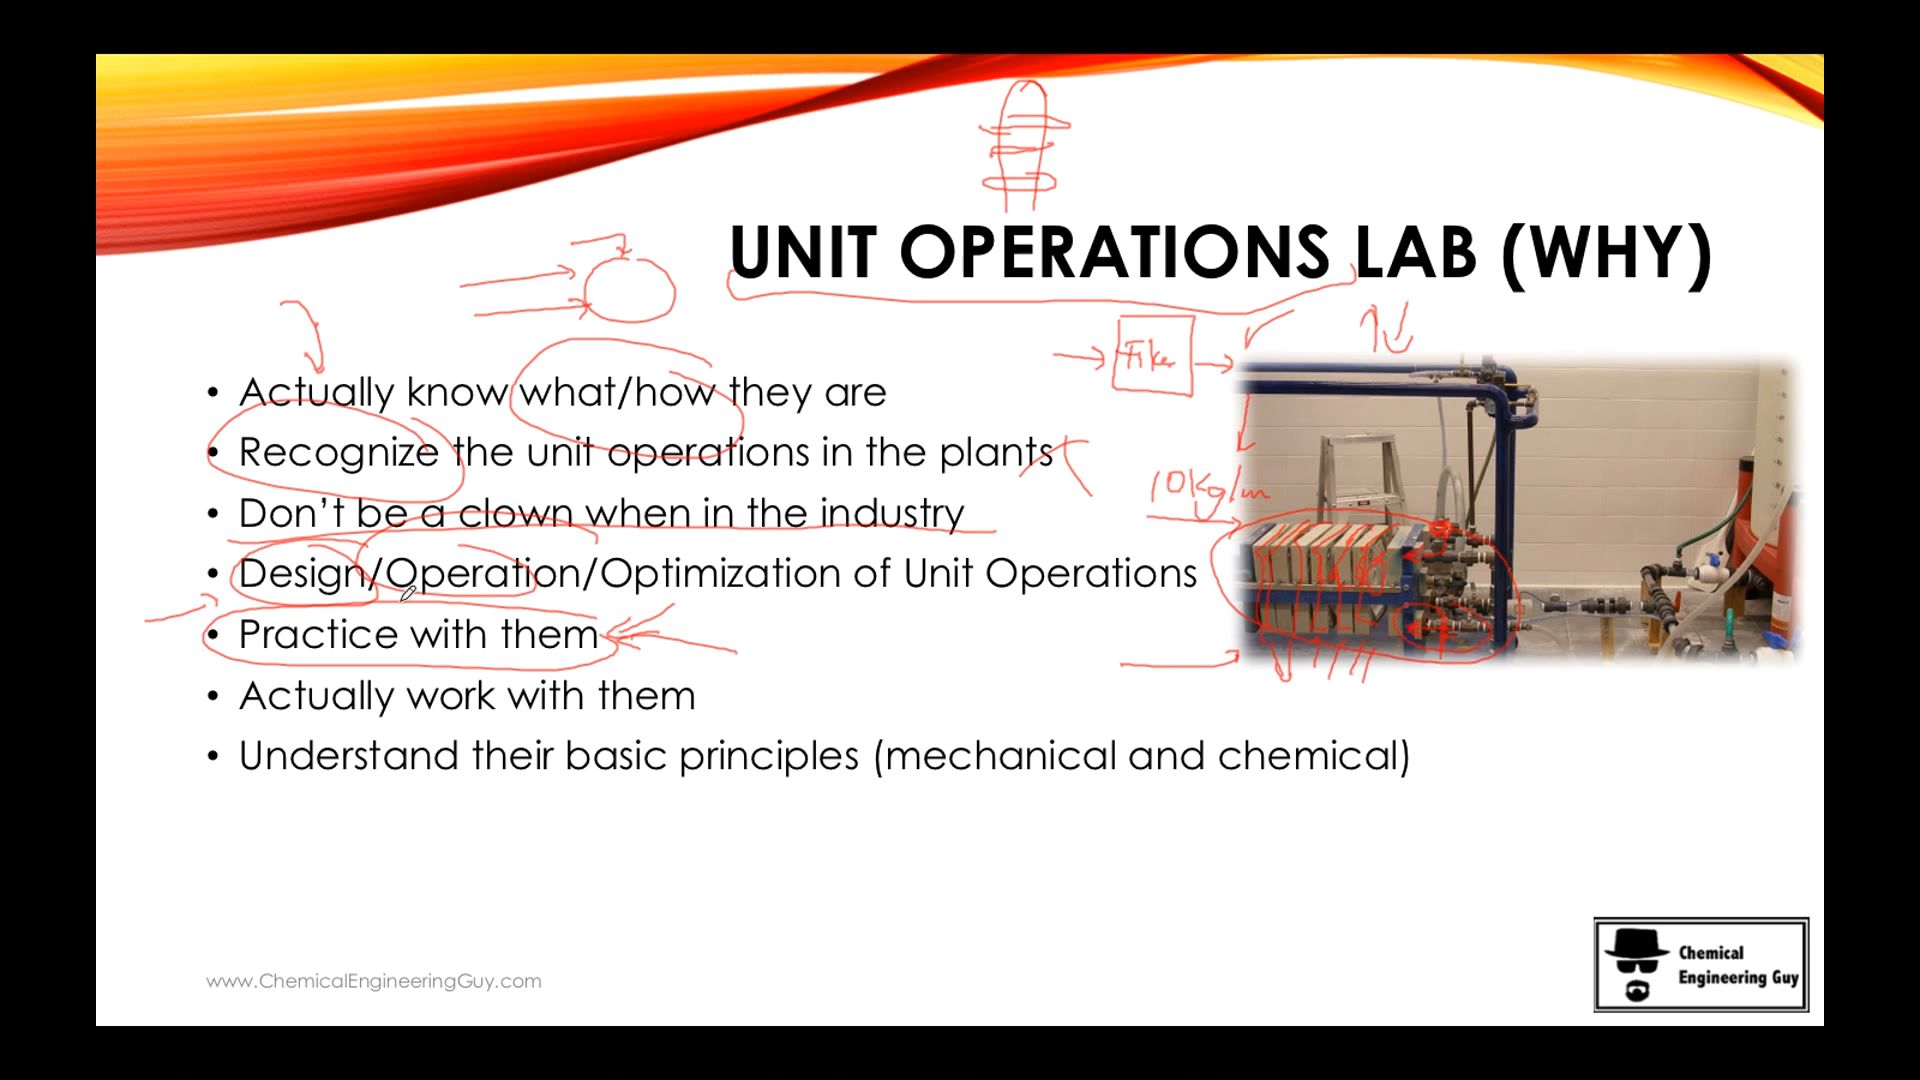 UNIT OPERATIONS LAB (WHY)
• Actually know what/how they are
• Recognize the unit operations in the plants
• Don't be a clown when in the industry
• Design/Operation/Optimization of Unit Operations
• Practice with them
• Actually work with them
• Understand their basic principles (mechanical and chemical)
10Kg/m
www.ChemicalEngineeringGuy.com
Chemical
Engineering Guy